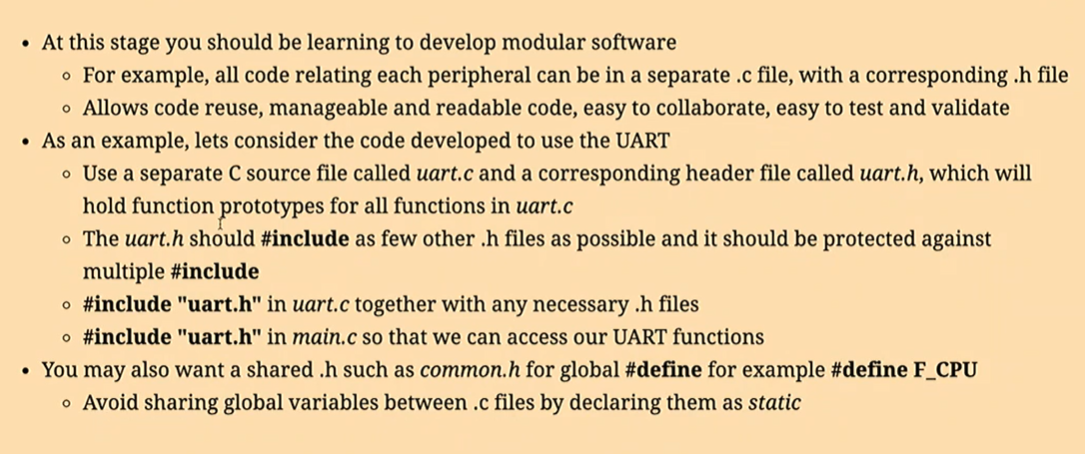 • At this stage you should be learning to develop modular software
◦ For example, all code relating each peripheral can be in a separate .c file, with a corresponding .h file
◦ Allows code reuse, manageable and readable code, easy to collaborate, easy to test and validate
• As an example, lets consider the code developed to use the UART
◦ Use a separate C source file called uart.c and a corresponding header file called uart.h, which will
hold function prototypes for all functions in uart.c
◦ The uart.h should #include as few other .h files as possible and it should be protected against
multiple #include
◦ #include "uart.h" in uart.c together with any necessary .h files
◦ #include "uart.h" in main.c so that we can access our UART functions
• You may also want a shared .h such as common.h for global #define for example #define F_CPU
◦ Avoid sharing global variables between .c files by declaring them as static